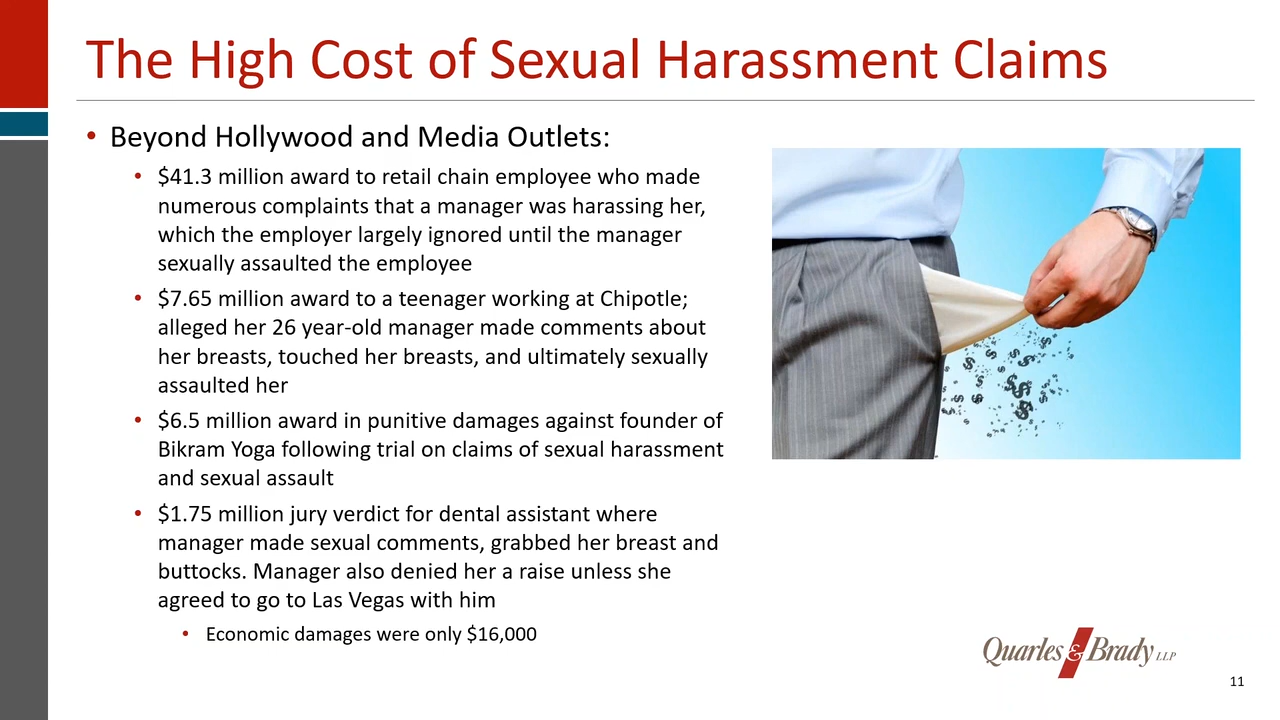 The High Cost of Sexual Harassment Claims
• Beyond Hollywood and Media Outlets:
• $41.3 million award to retail chain employee who made
numerous complaints that a manager was harassing her,
which the employer largely ignored until the manager
sexually assaulted the employee
• $7.65 million award to a teenager working at Chipotle;
alleged her 26 year-old manager made comments about
her breasts, touched her breasts, and ultimately sexually
assaulted her
• $6.5 million award in punitive damages against founder of
Bikram Yoga following trial on claims of sexual harassment
and sexual assault
• $1.75 million jury verdict for dental assistant where
manager made sexual comments, grabbed her breast and
buttocks. Manager also denied her a raise unless she
agreed to go to Las Vegas with him
• Economic damages were only $16,000
Quarles & Brady LLP
11